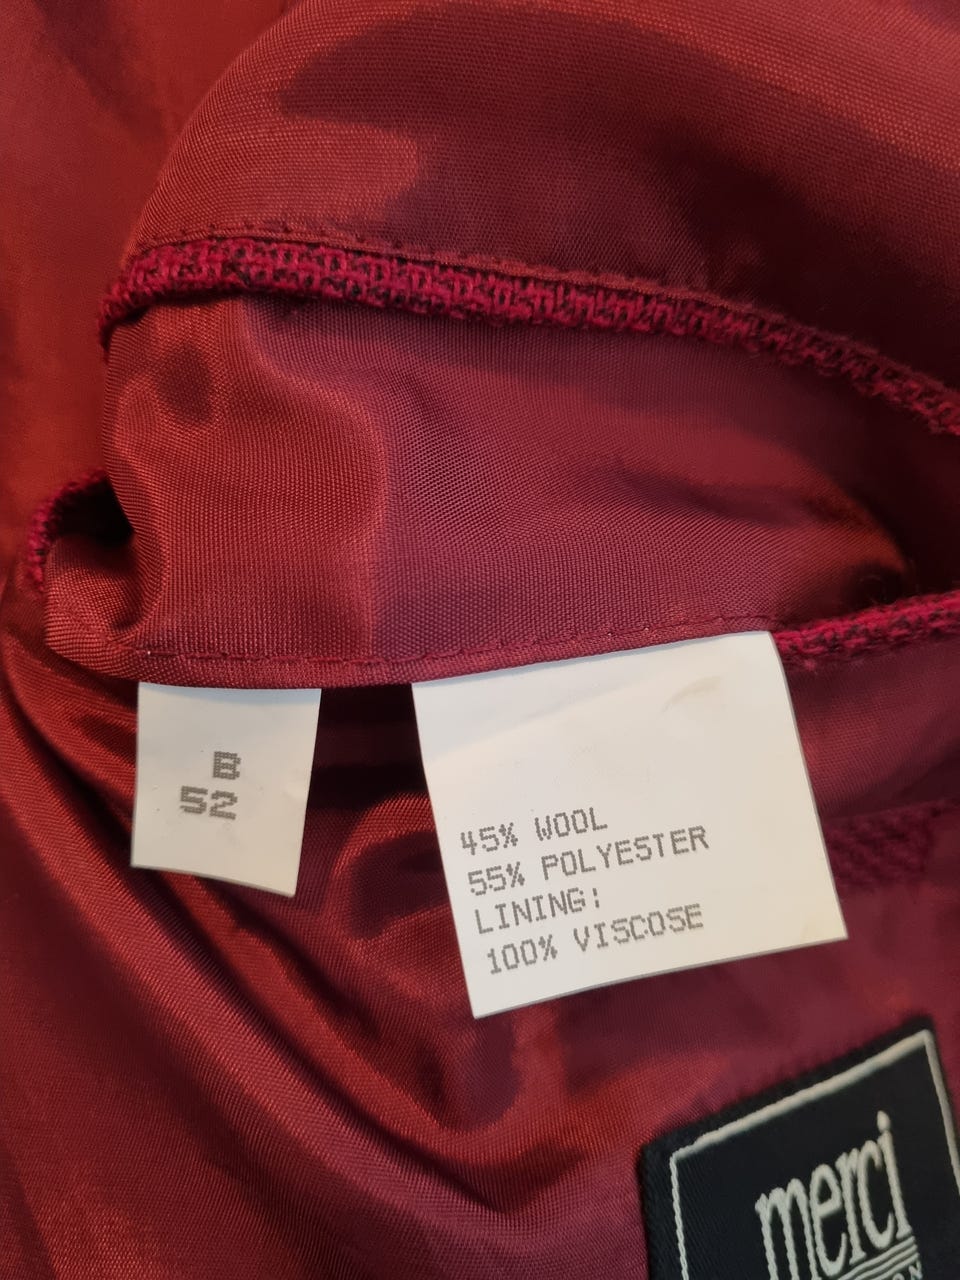 B
52
45% WOOL
55% POLYESTER
LINING:
100% VISCOSE
merci